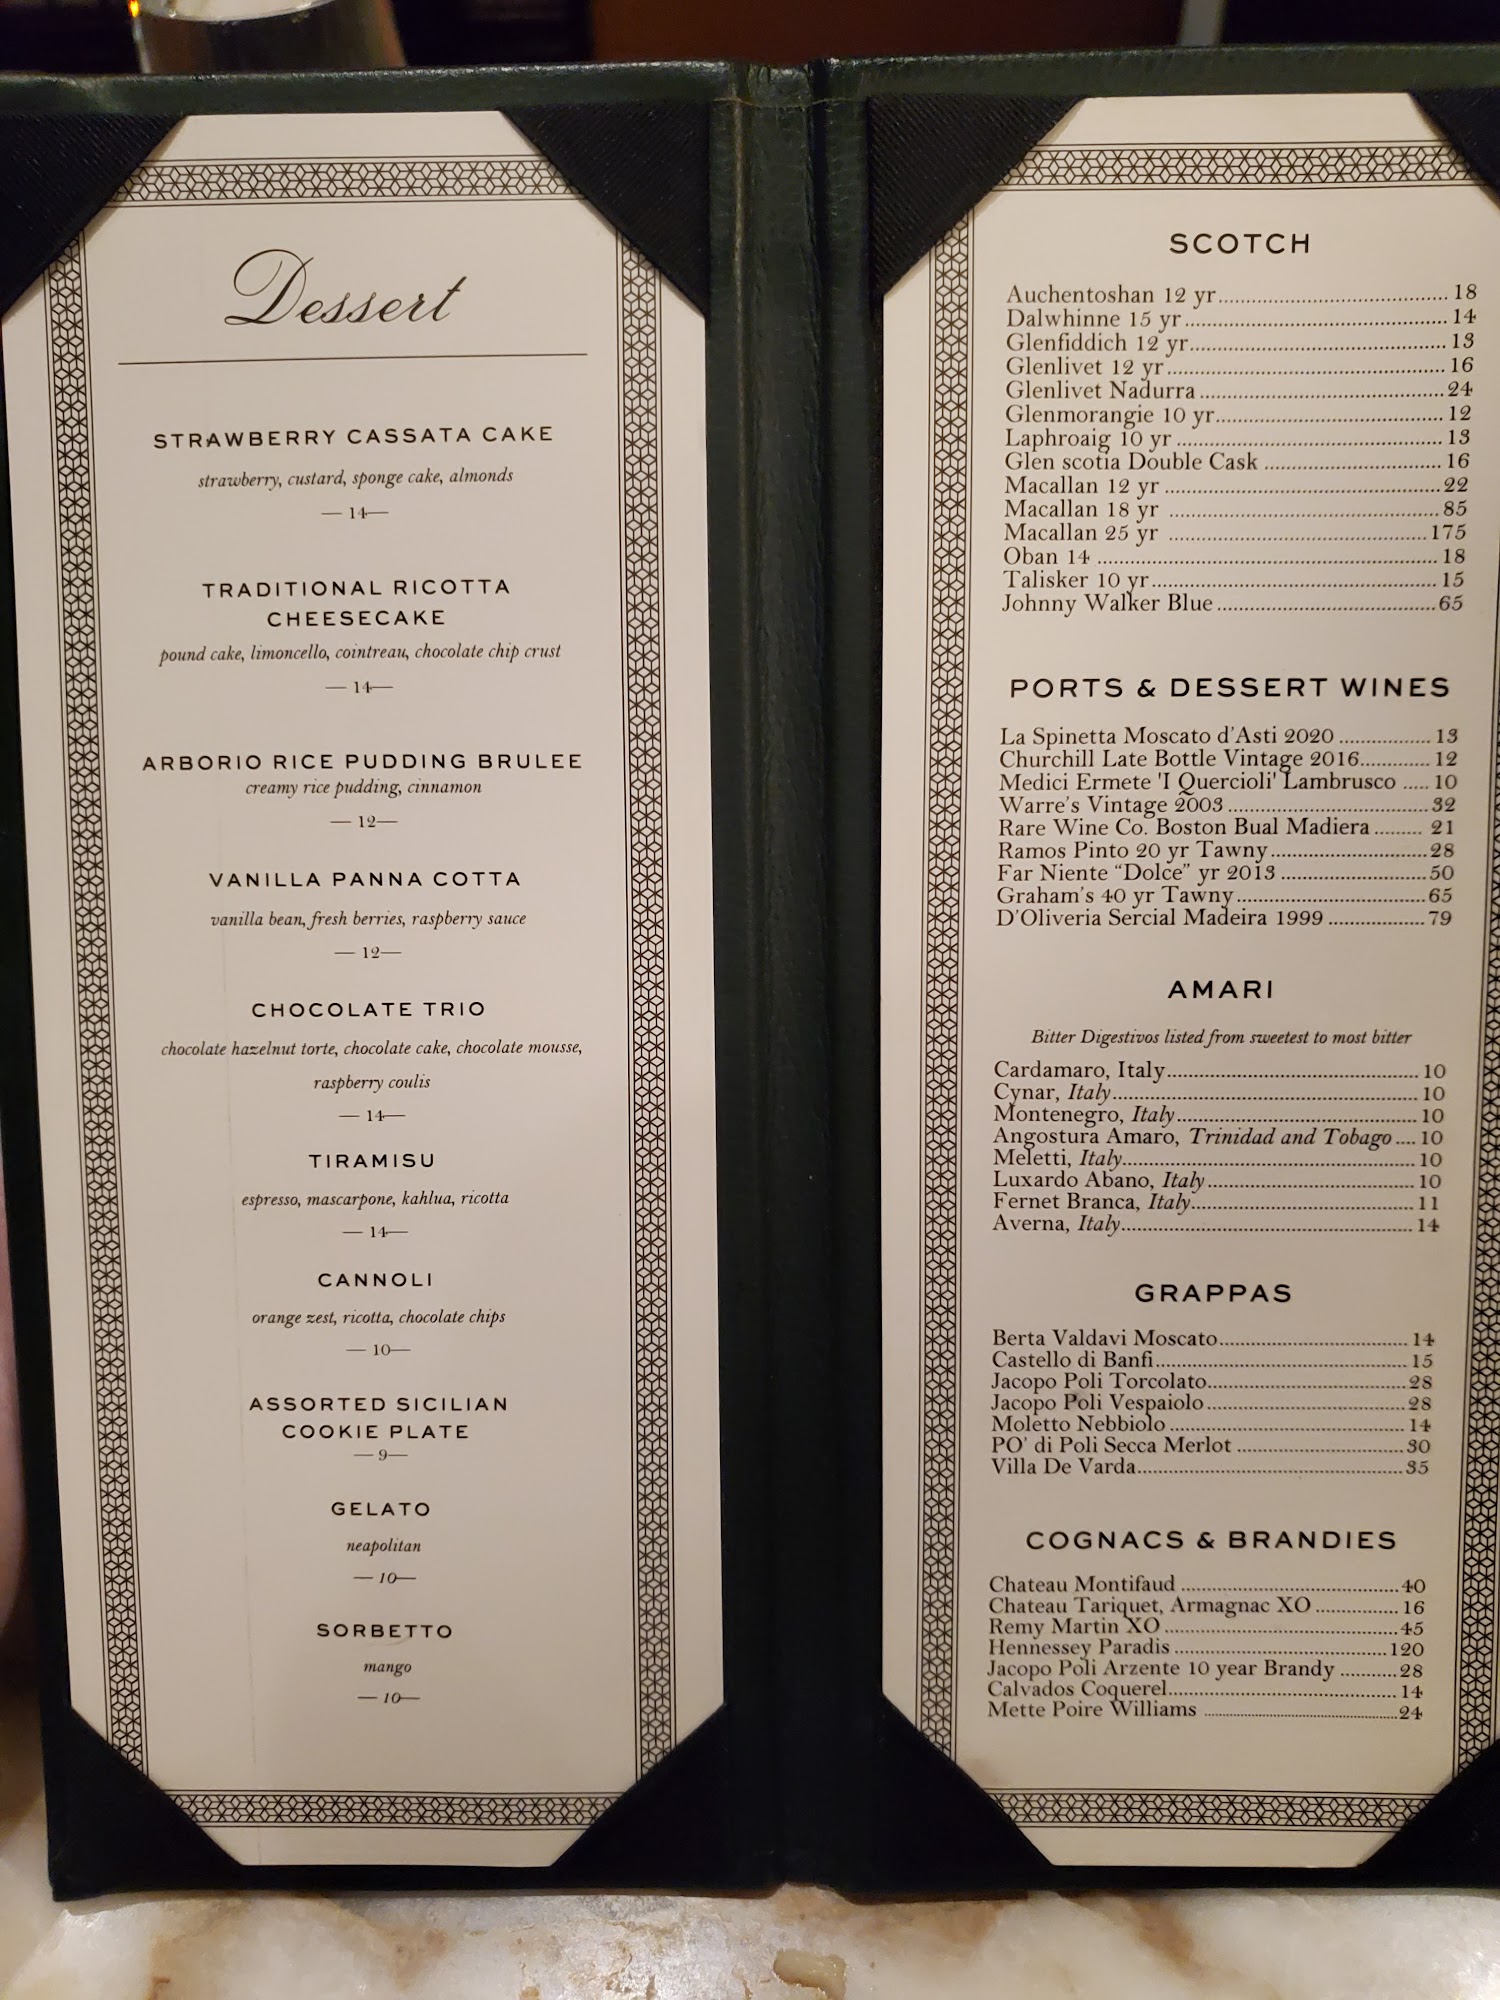 Dessert
STRAWBERRY CASSATA CAKE
strawberry, custard, sponge cake, almonds
— 14—
TRADITIONAL RICOTTA
CHEESECAKE
pound cake, limoncello, cointreau, chocolate chip crust
— 14—
ARBORIO RICE PUDDING BRULEE
creamy rice pudding, cinnamon
— 12—
VANILLA PANNA COTTA
vanilla bean, fresh berries, raspberry sauce
— 12—
CHOCOLATE TRIO
chocolate hazelnut torte, chocolate cake, chocolate mousse,
raspberry coulis
— 14—
TIRAMISU
espresso, mascarpone, kahlua, ricotta
— 14—
CANNOLI
orange zest, ricotta, chocolate chips
— 10—
ASSORTED SICILIAN
COOKIE PLATE
— 9—
GELATO
neapolitan
— 10—
SORBETTO
mango
— 10—
SCOTCH
Auchentoshan 12 yr 18
Dalwhinne 15 yr 14
Glenfiddich 12 yr 13
Glenlivet 12 yr 16
Glenlivet Nadurra 24
Glenmorangie 10 yr 12
Laphroaig 10 yr 13
Glen scotia Double Cask 16
Macallan 12 yr 22
Macallan 18 yr 85
Macallan 25 yr 175
Oban 14 18
Talisker 10 yr 15
Johnny Walker Blue 65
PORTS & DESSERT WINES
La Spinetta Moscato d'Asti 2020 13
Churchill Late Bottle Vintage 2016 12
Medici Ermete 'I Quercioli' Lambrusco 10
Warre's Vintage 2003 32
Rare Wine Co. Boston Bual Madiera 21
Ramos Pinto 20 yr Tawny 28
Far Niente "Dolce" yr 2013 50
Graham's 40 yr Tawny 65
D'Oliveria Sercial Madeira 1999 79
AMARI
Bitter Digestivos listed from sweetest to most bitter
Cardamaro, Italy 10
Cynar, Italy 10
Montenegro, Italy 10
Angostura Amaro, Trinidad and Tobago 10
Meletti, Italy 10
Luxardo Abano, Italy 10
Fernet Branca, Italy 11
Averna, Italy 14
GRAPPAS
Berta Valdavi Moscato 14
Castello di Banfi 15
Jacopo Poli Torcolato 28
Jacopo Poli Vespaiolo 28
Moletto Nebbiolo 14
PO' di Poli Secca Merlot 30
Villa De Varda 35
COGNACS & BRANDIES
Chateau Montifaud 40
Chateau Tariquet, Armagnac XO 16
Remy Martin XO 45
Hennessey Paradis 120
Jacopo Poli Arzente 10 year Brandy 28
Calvados Coquerel 14
Mette Poire Williams 24